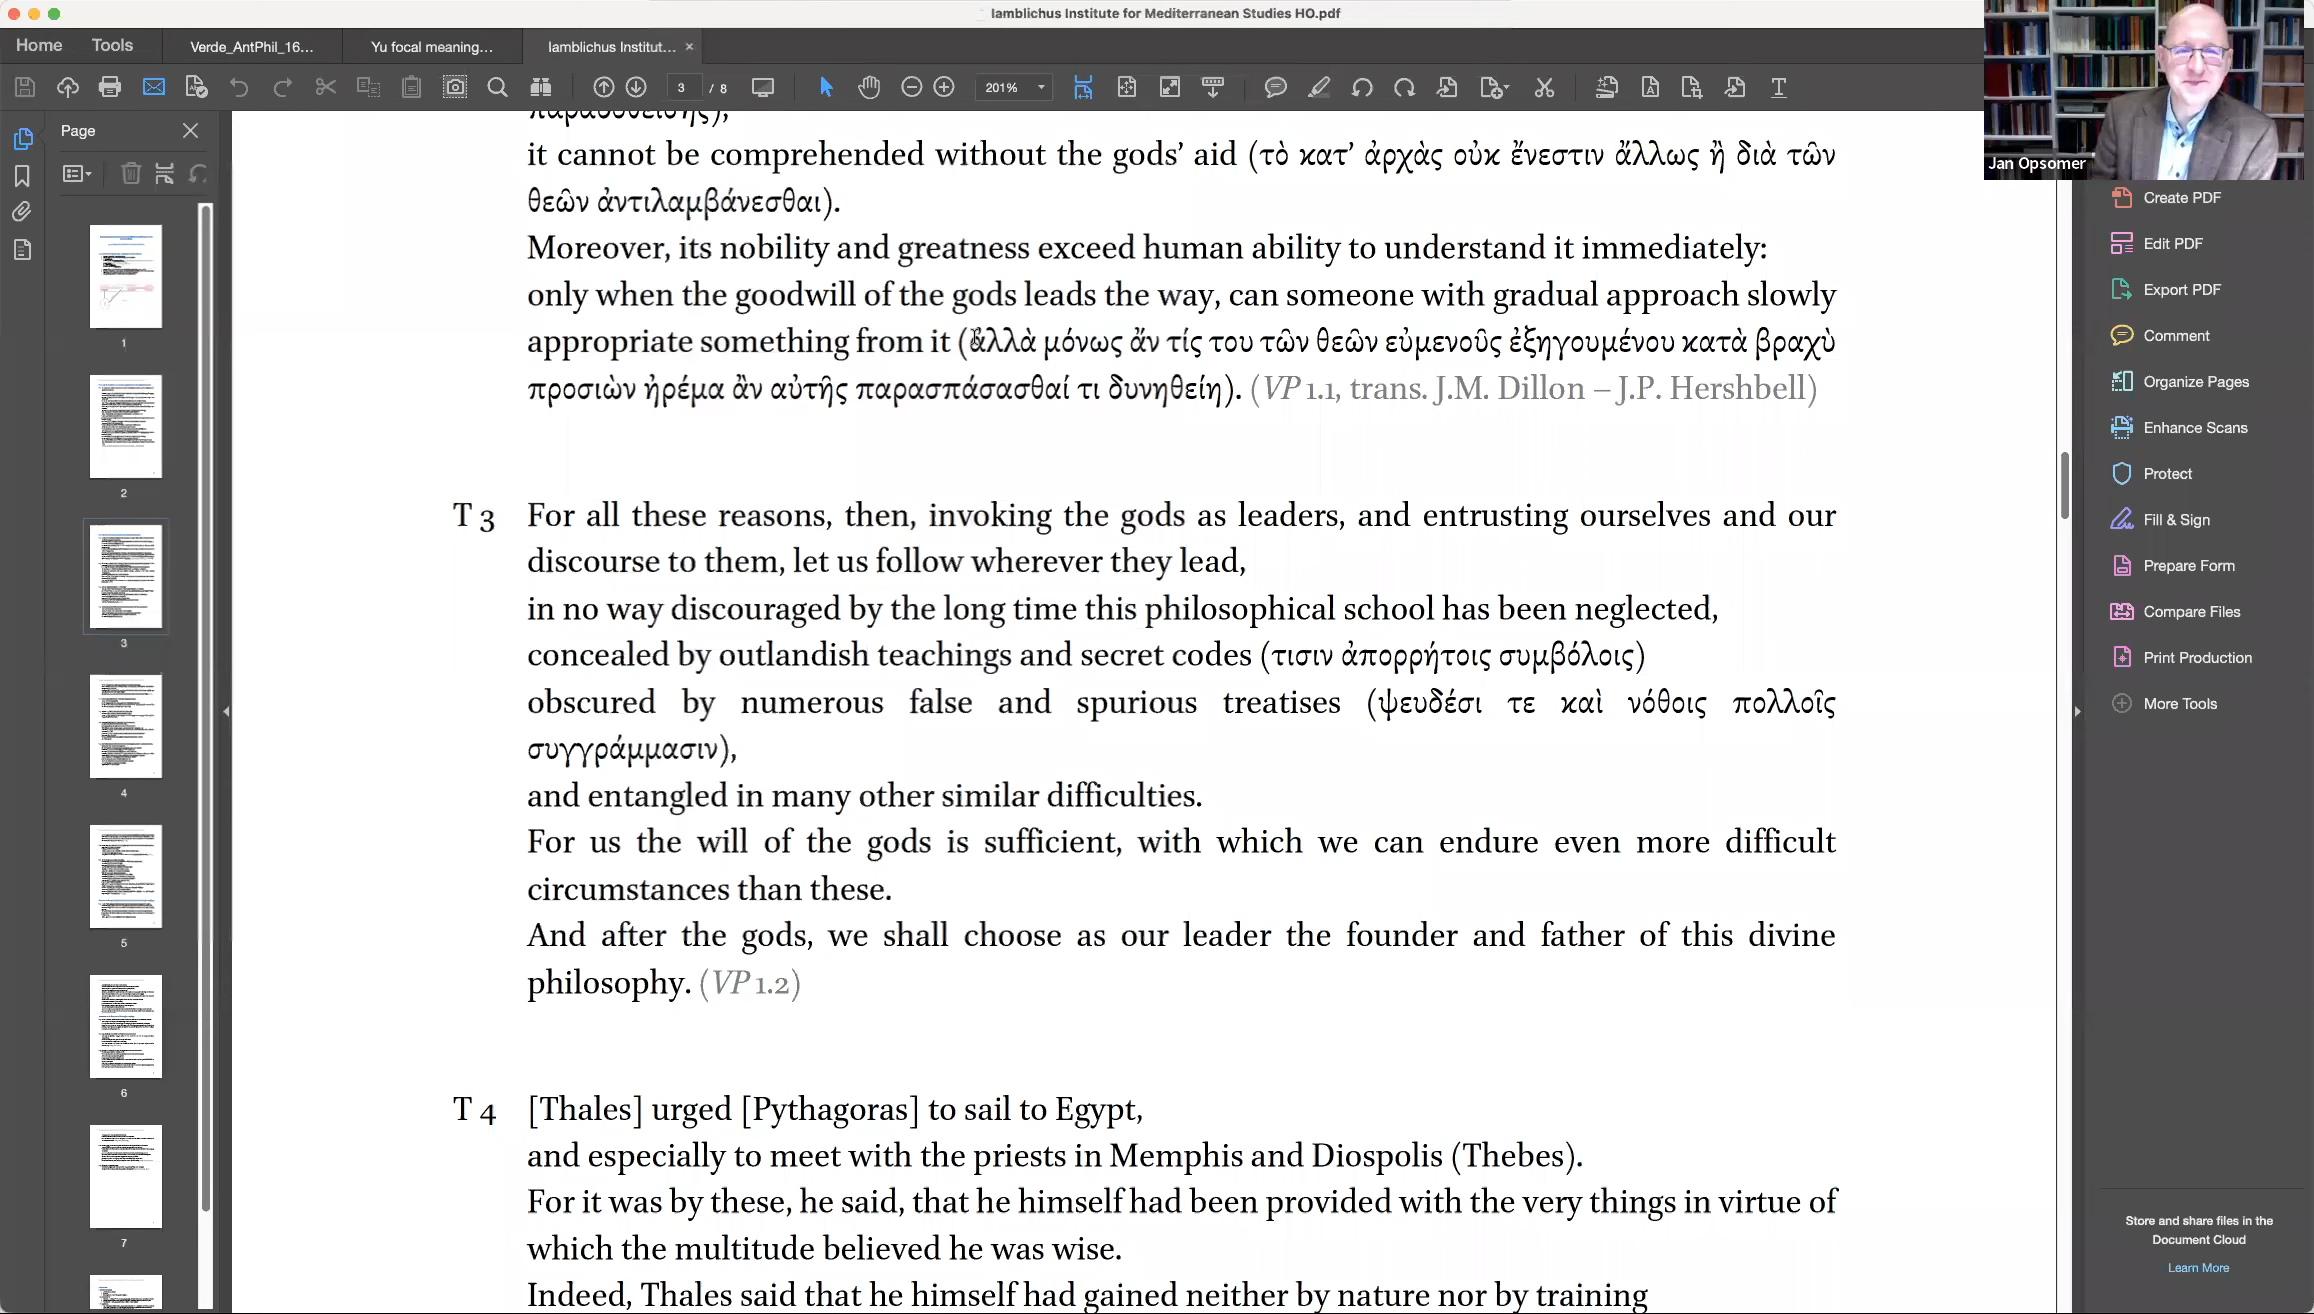 Iamblichus Institute for Mediterranean Studies HO.pdf
Home
Tools
Verde_AntPhil_16...
Yu focal meaning...
Iamblichus Institut... ×
3 / 8
201%
Jan Opsomer
Page
1
2
3
4
5
6
7
παραδοθείσης),
it cannot be comprehended without the gods’ aid (τὸ κατ’ ἀρχὰς οὐκ ἔνεστιν ἄλλως ἢ διὰ τῶν
θεῶν ἀντιλαμβάνεσθαι).
Moreover, its nobility and greatness exceed human ability to understand it immediately:
only when the goodwill of the gods leads the way, can someone with gradual approach slowly
appropriate something from it (ἀλλὰ μόνως ἄν τίς του τῶν θεῶν εὐμενοῦς ἐξηγουμένου κατὰ βραχὺ
προσιὼν ἠρέμα ἂν αὐτῆς παρασπάσασθαί τι δυνηθείη). (VP 1.1, trans. J.M. Dillon – J.P. Hershbell)
T 3 For all these reasons, then, invoking the gods as leaders, and entrusting ourselves and our
discourse to them, let us follow wherever they lead,
in no way discouraged by the long time this philosophical school has been neglected,
concealed by outlandish teachings and secret codes (τισιν ἀπορρήτοις συμβόλοις)
obscured by numerous false and spurious treatises (ψευδέσι τε καὶ νόθοις πολλοῖς
συγγράμμασιν),
and entangled in many other similar difficulties.
For us the will of the gods is sufficient, with which we can endure even more difficult
circumstances than these.
And after the gods, we shall choose as our leader the founder and father of this divine
philosophy. (VP 1.2)
T 4 [Thales] urged [Pythagoras] to sail to Egypt,
and especially to meet with the priests in Memphis and Diospolis (Thebes).
For it was by these, he said, that he himself had been provided with the very things in virtue of
which the multitude believed he was wise.
Indeed, Thales said that he himself had gained neither by nature nor by training
Create PDF
Edit PDF
Export PDF
Comment
Organize Pages
Enhance Scans
Protect
Fill & Sign
Prepare Form
Compare Files
Print Production
More Tools
Store and share files in the
Document Cloud
Learn More